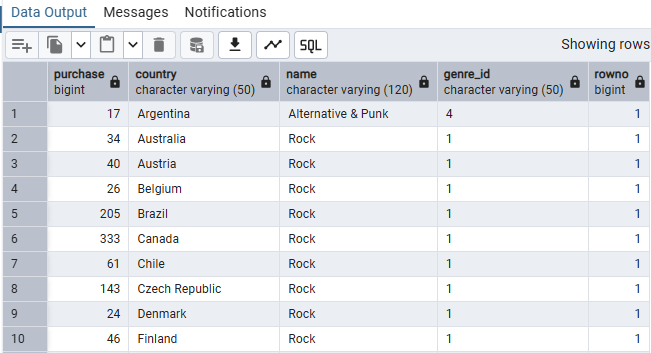 Data Output Messages Notifications
SQL Showing rows
purchase country name genre_id rowno
bigint character varying (50) character varying (120) character varying (50) bigint
1 17 Argentina Alternative & Punk 4 1
2 34 Australia Rock 1 1
3 40 Austria Rock 1 1
4 26 Belgium Rock 1 1
5 205 Brazil Rock 1 1
6 333 Canada Rock 1 1
7 61 Chile Rock 1 1
8 143 Czech Republic Rock 1 1
9 24 Denmark Rock 1 1
10 46 Finland Rock 1 1